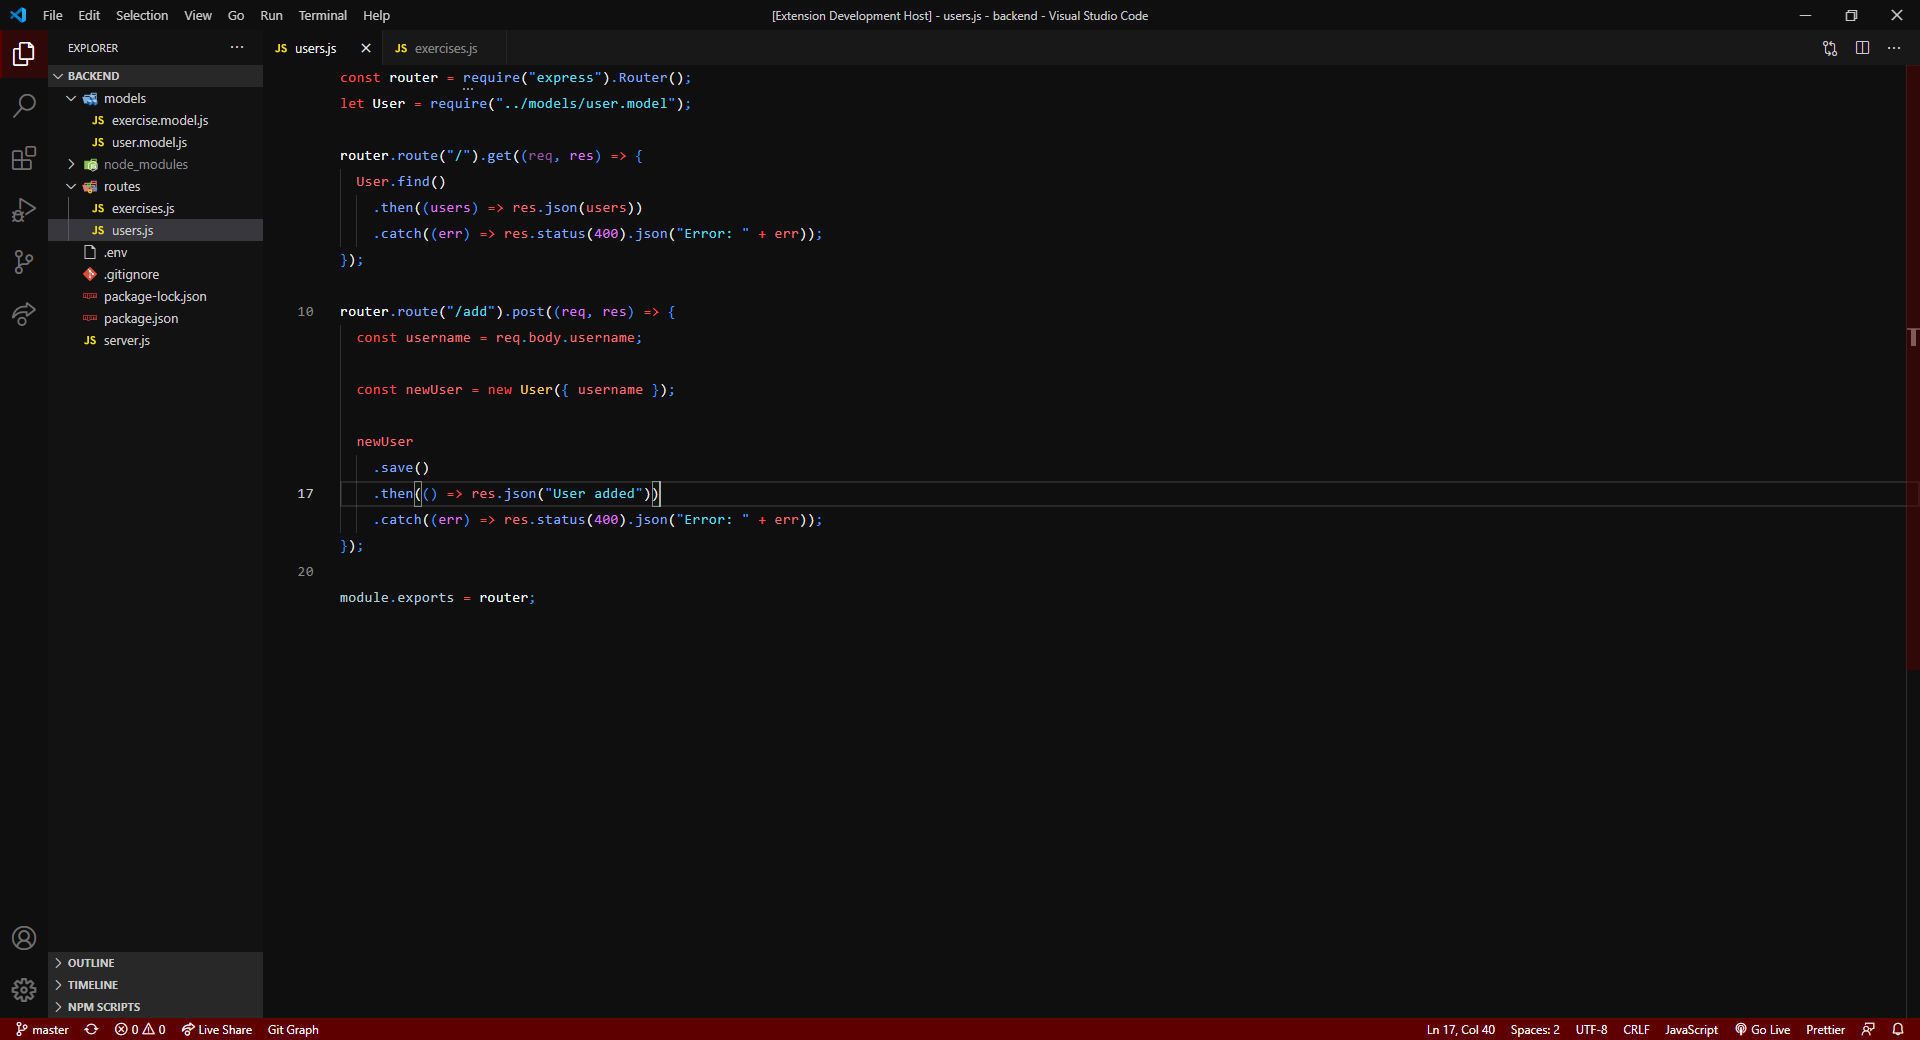 File Edit Selection View Go Run Terminal Help
[Extension Development Host] - users.js - backend - Visual Studio Code
EXPLORER
BACKEND
models
JS exercise.model.js
JS user.model.js
node_modules
routes
JS exercises.js
JS users.js
.env
.gitignore
package-lock.json
package.json
JS server.js
OUTLINE
TIMELINE
NPM SCRIPTS
JS users.js
JS exercises.js
const router = require("express").Router();
let User = require("../models/user.model");
router.route("/").get((req, res) => {
User.find()
.then((users) => res.json(users))
.catch((err) => res.status(400).json("Error: " + err));
});
10 router.route("/add").post((req, res) => {
const username = req.body.username;
const newUser = new User({ username });
newUser
.save()
17 .then(() => res.json("User added"))
.catch((err) => res.status(400).json("Error: " + err));
});
20
module.exports = router;
master 0 0 Live Share Git Graph
Ln 17, Col 40 Spaces: 2 UTF-8 CRLF JavaScript Go Live Prettier